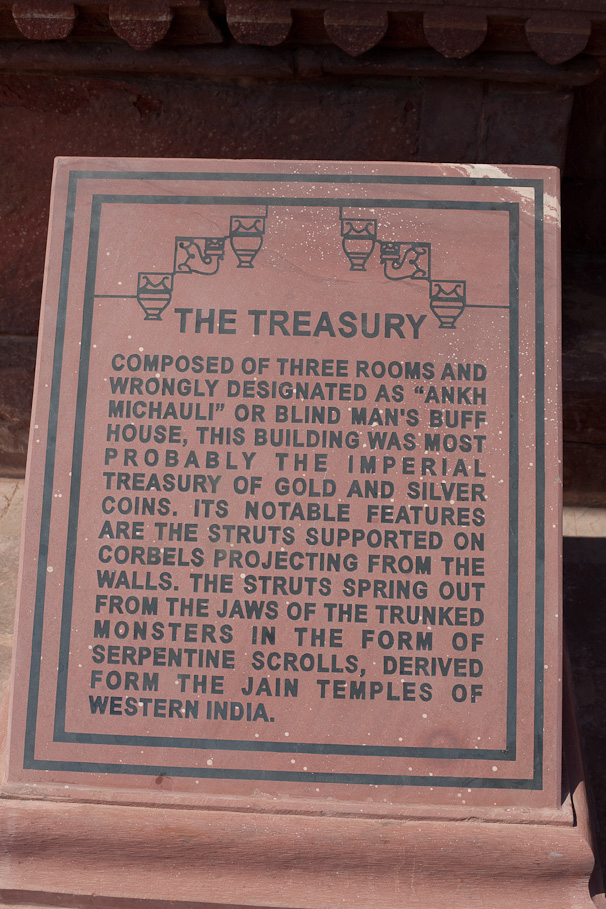 THE TREASURY
COMPOSED OF THREE ROOMS AND
WRONGLY DESIGNATED AS “ANKH
MICHAULI” OR BLIND MAN'S BUFF
HOUSE, THIS BUILDING WAS MOST
PROBABLY THE IMPERIAL
TREASURY OF GOLD AND SILVER
COINS. ITS NOTABLE FEATURES
ARE THE STRUTS SUPPORTED ON
CORBELS PROJECTING FROM THE
WALLS. THE STRUTS SPRING OUT
FROM THE JAWS OF THE TRUNKED
MONSTERS IN THE FORM OF
SERPENTINE SCROLLS, DERIVED
FORM THE JAIN TEMPLES OF
WESTERN INDIA.